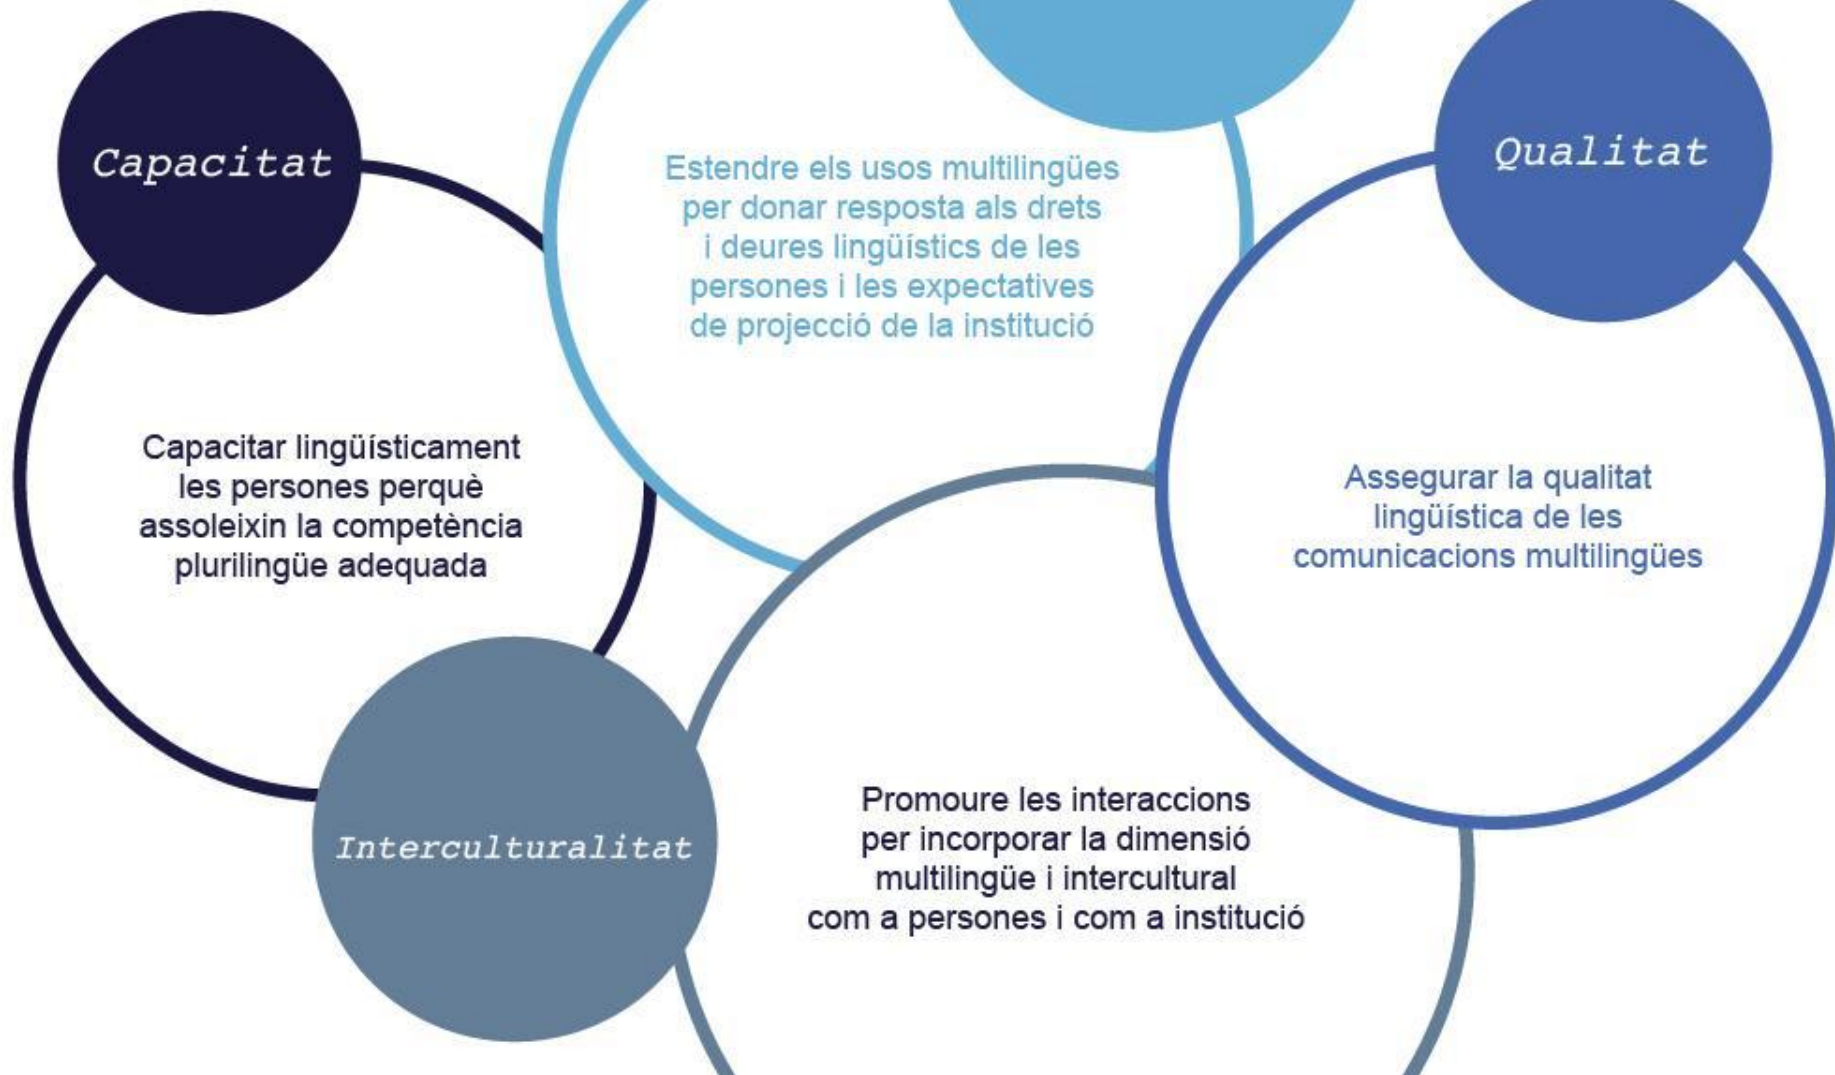 Capacitat
Capacitar lingüísticament
les persones perquè
assoleixin la competència
plurilingüe adequada
Estendre els usos multilingües
per donar resposta als drets
i deures lingüístics de les
persones i les expectatives
de projecció de la institució
Qualitat
Assegurar la qualitat
lingüística de les
comunicacions multilingües
Interculturalitat
Promoure les interaccions
per incorporar la dimensió
multilingüe i intercultural
com a persones i com a institució